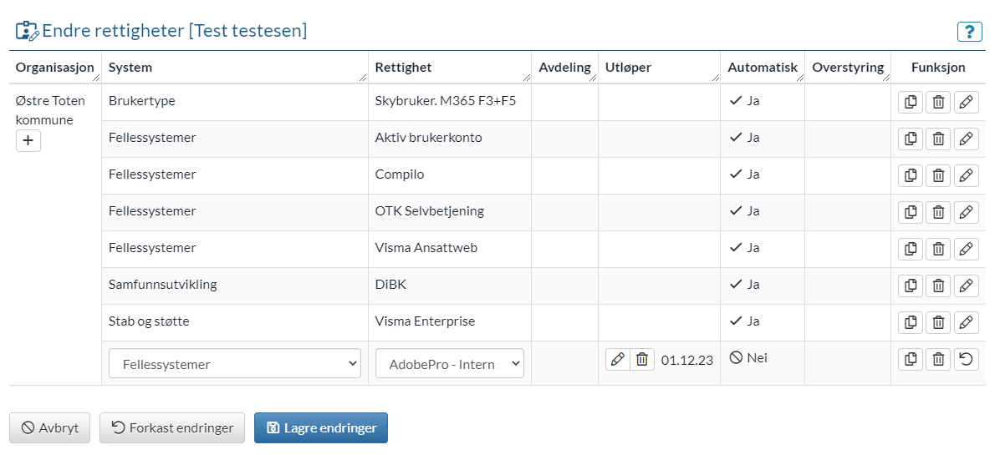 Endre rettigheter [Test testesen]
?
Organisasjon System Rettighet Avdeling Utløper Automatisk Overstyring Funksjon
Østre Toten kommune Brukertype Skybruker. M365 F3+F5 Ja
+
Fellessystemer Aktiv brukerkonto Ja
Fellessystemer Compilo Ja
Fellessystemer OTK Selvbetjening Ja
Fellessystemer Visma Ansattweb Ja
Samfunnsutvikling DiBK Ja
Stab og støtte Visma Enterprise Ja
Fellessystemer AdobePro - Intern 01.12.23 Nei
Avbryt Forkast endringer Lagre endringer